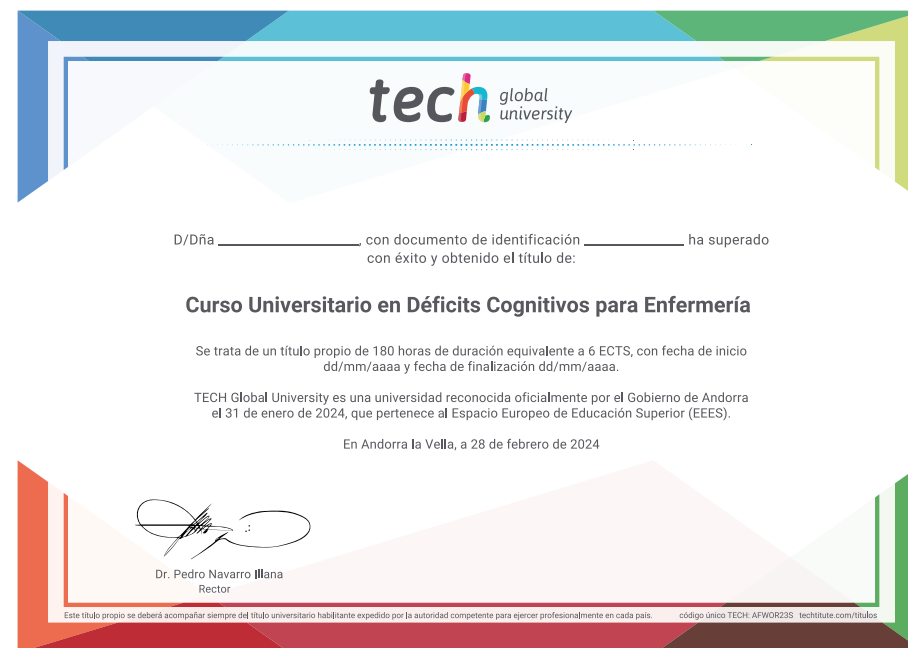 tech global university
D/Dña ____________________, con documento de identificación ______________ ha superado
con éxito y obtenido el título de:
Curso Universitario en Déficits Cognitivos para Enfermería
Se trata de un título propio de 180 horas de duración equivalente a 6 ECTS, con fecha de inicio
dd/mm/aaaa y fecha de finalización dd/mm/aaaa.
TECH Global University es una universidad reconocida oficialmente por el Gobierno de Andorra
el 31 de enero de 2024, que pertenece al Espacio Europeo de Educación Superior (EEES).
En Andorra la Vella, a 28 de febrero de 2024
Dr. Pedro Navarro Illana
Rector
Este título propio se deberá acompañar siempre del título universitario habilitante expedido por la autoridad competente para ejercer profesionalmente en cada país. código único TECH: AFWOR23S techtitute.com/titulos